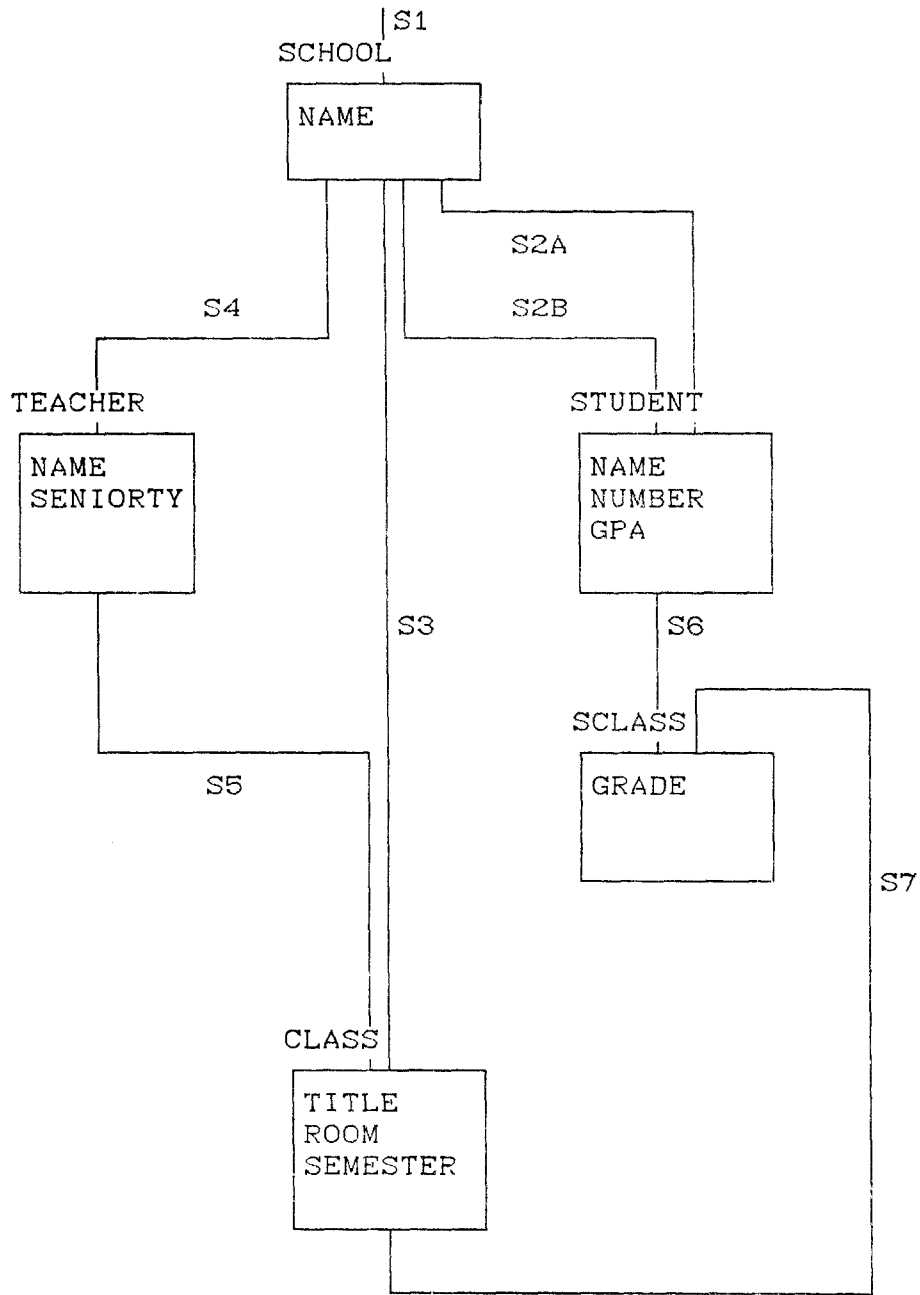 S1
SCHOOL
NAME
S2A
S4
S2B
TEACHER
STUDENT
NAME
SENIORTY
NAME
NUMBER
GPA
S3
S6
SCLASS
S5
GRADE
S7
CLASS
TITLE
ROOM
SEMESTER